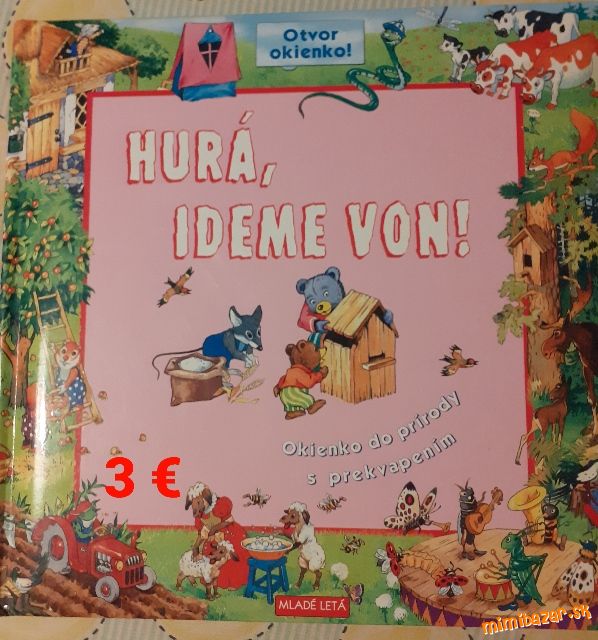 Otvor
okienko!
HURÁ,
IDEME VON!
Okienko do prírody
s prekvapením
3 €
MLADÉ LETÁ
mimibazar.sk